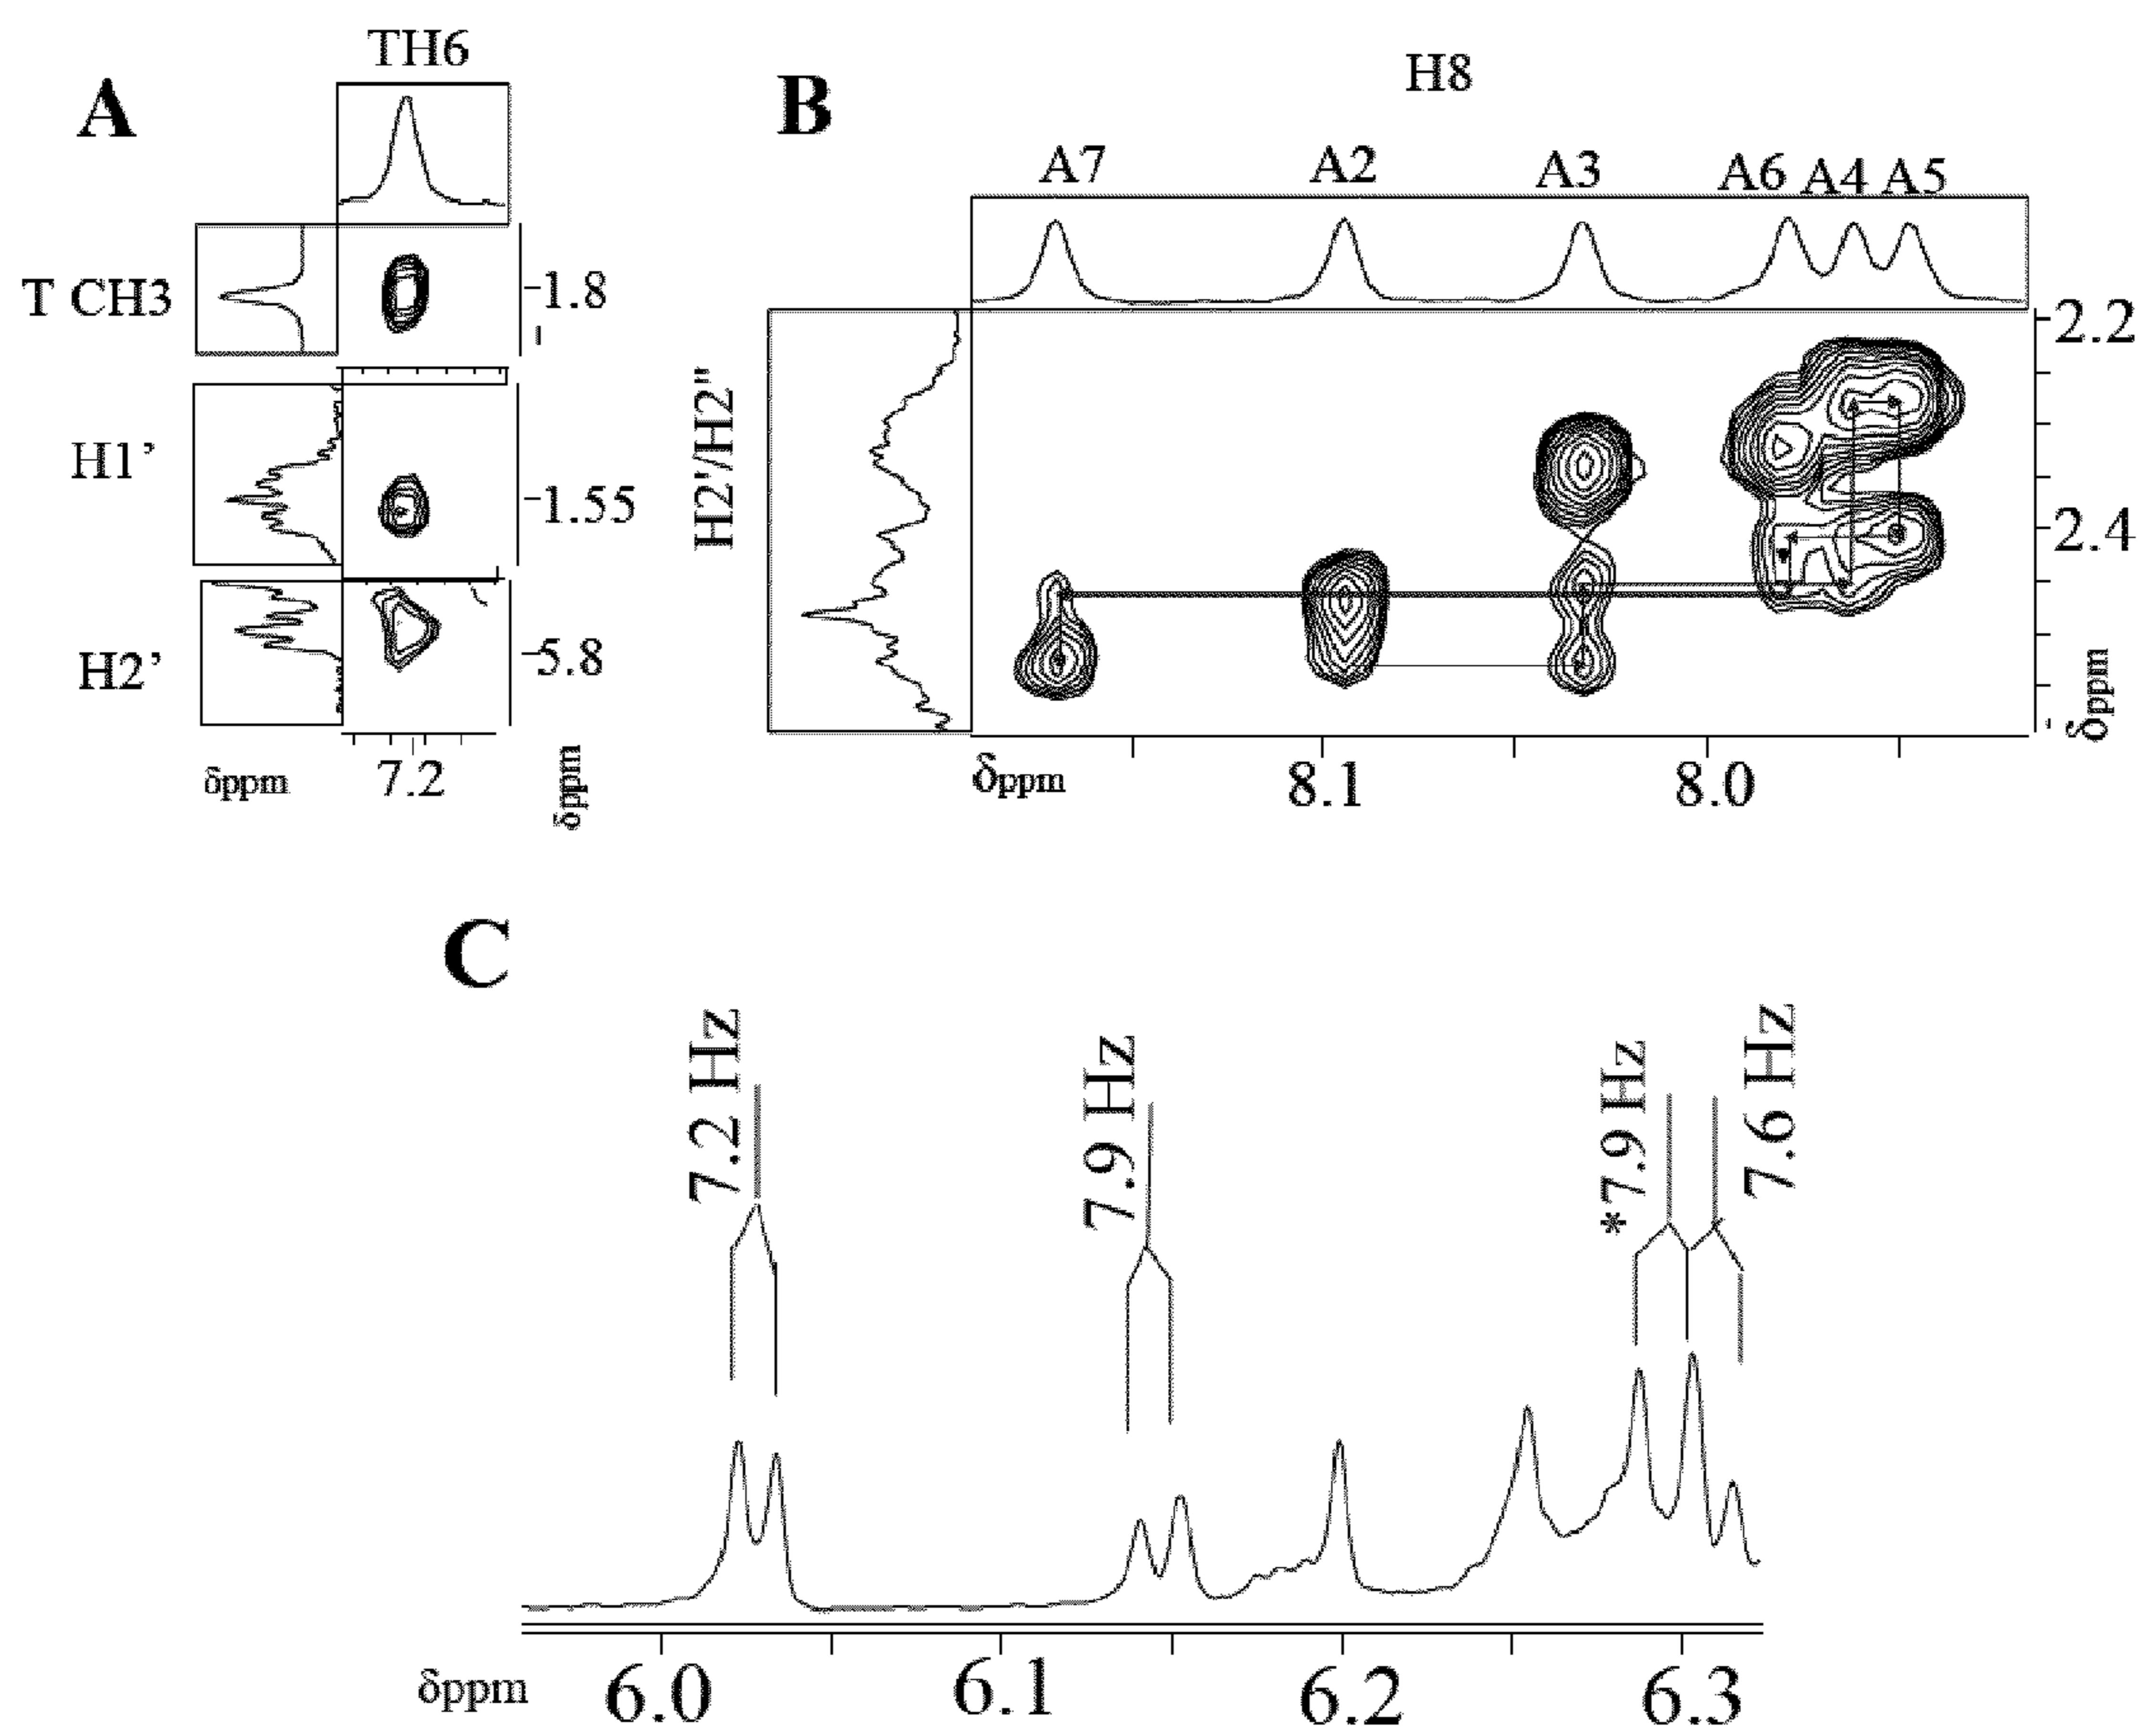 A
TH6
T CH3
-1.8
H1’
-1.55
H2’
-5.8
δppm
7.2
δppm
B
H8
A7 A2 A3 A6 A4 A5
H2'/H2"
2.2
2.4
δppm
δppm
8.1
8.0
C
7.2 Hz
7.9 Hz
*7.9 Hz
7.6 Hz
δppm
6.0
6.1
6.2
6.3